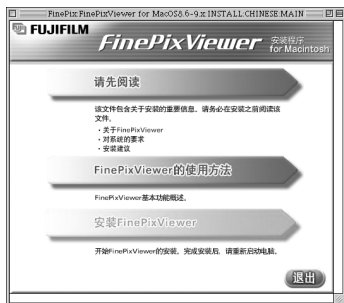 FinePix:FinePixViewer for MacOS8.6-9.x:INSTALL:CHINESE:MAIN
FUJIFILM
FinePixViewer 安装程序
for Macintosh
请先阅读
该文件包含关于安装的重要信息。请务必在安装之前阅读该
文件。
・关于FinePixViewer
・对系统的要求
・安装建议
FinePixViewer的使用方法
FinePixViewer基本功能概述。
安装FinePixViewer
开始FinePixViewer的安装。完成安装后，请重新启动电脑。
退出